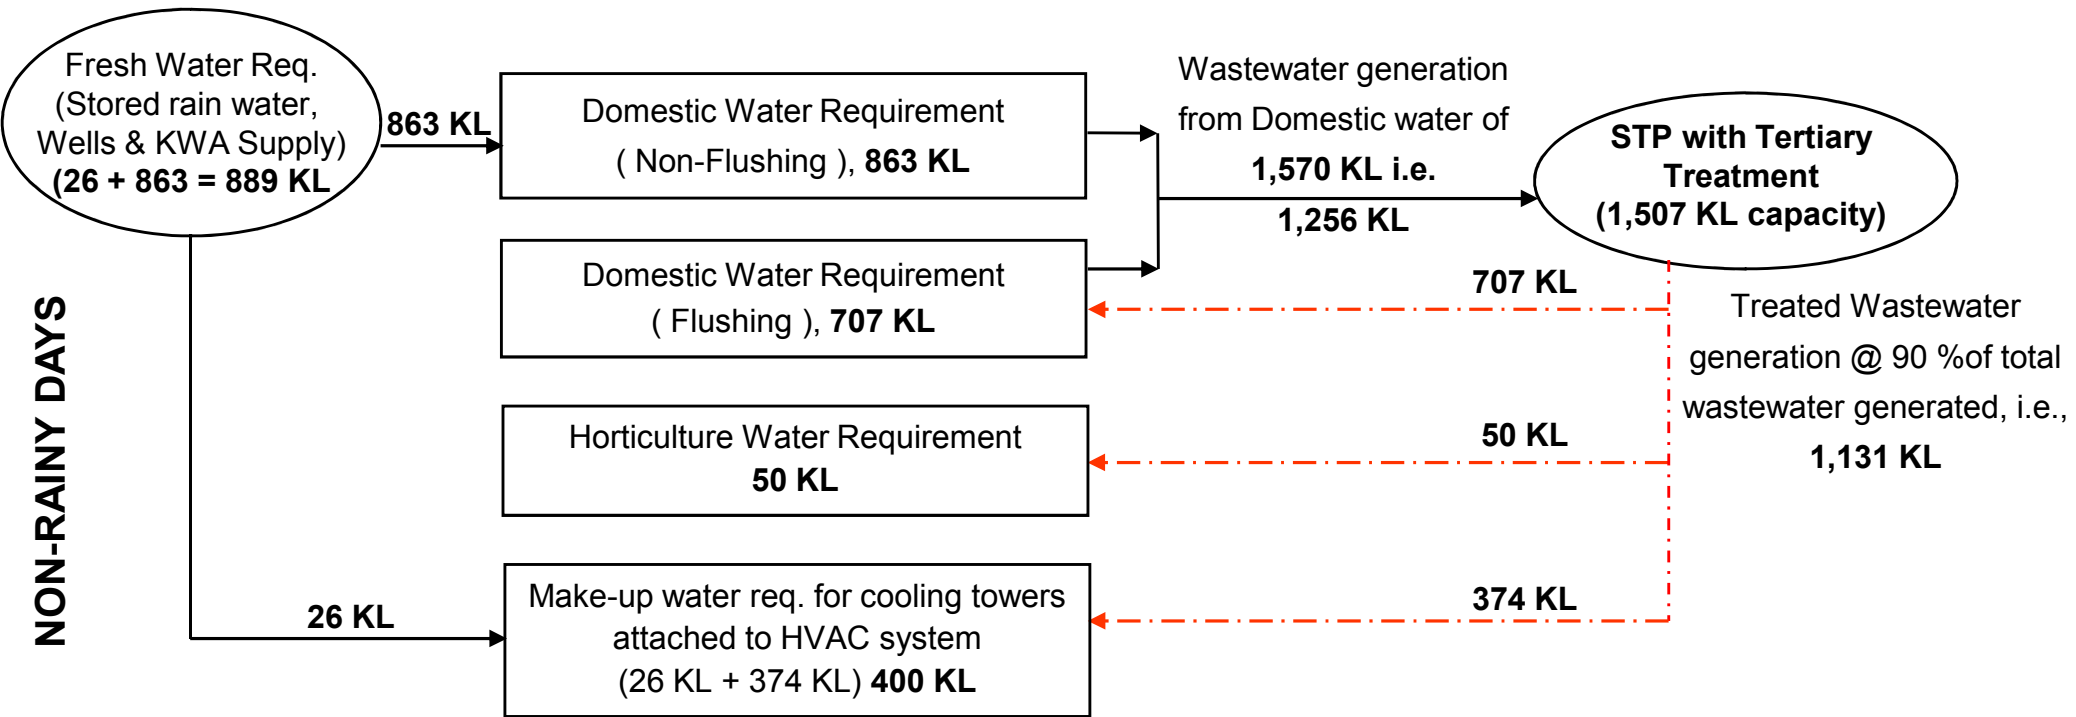 Fresh Water Req.
(Stored rain water,
Wells & KWA Supply)
(26 + 863 = 889 KL
863 KL
Domestic Water Requirement
( Non-Flushing ), 863 KL
Wastewater generation
from Domestic water of
1,570 KL i.e.
1,256 KL
STP with Tertiary
Treatment
(1,507 KL capacity)
Domestic Water Requirement
( Flushing ), 707 KL
707 KL
Treated Wastewater
generation @ 90 %of total
wastewater generated, i.e.,
1,131 KL
NON-RAINY DAYS
Horticulture Water Requirement
50 KL
50 KL
26 KL
Make-up water req. for cooling towers
attached to HVAC system
(26 KL + 374 KL) 400 KL
374 KL